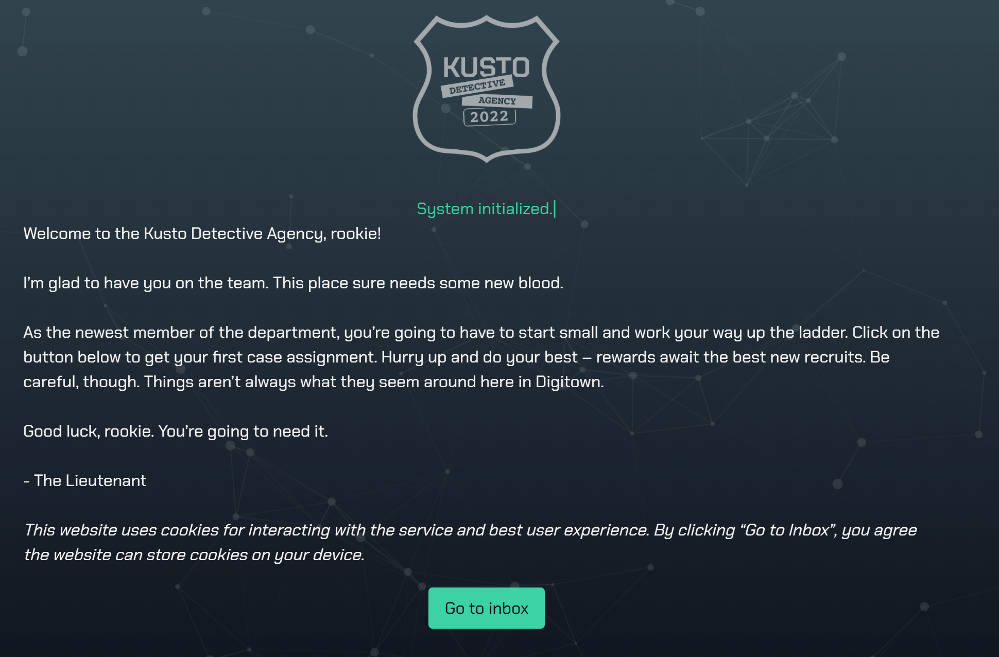 KUSTO
DETECTIVE
AGENCY
2022
System initialized.
Welcome to the Kusto Detective Agency, rookie!
I’m glad to have you on the team. This place sure needs some new blood.
As the newest member of the department, you’re going to have to start small and work your way up the ladder. Click on the
button below to get your first case assignment. Hurry up and do your best – rewards await the best new recruits. Be
careful, though. Things aren’t always what they seem around here in Digitown.
Good luck, rookie. You’re going to need it.
- The Lieutenant
This website uses cookies for interacting with the service and best user experience. By clicking “Go to Inbox”, you agree
the website can store cookies on your device.
Go to inbox